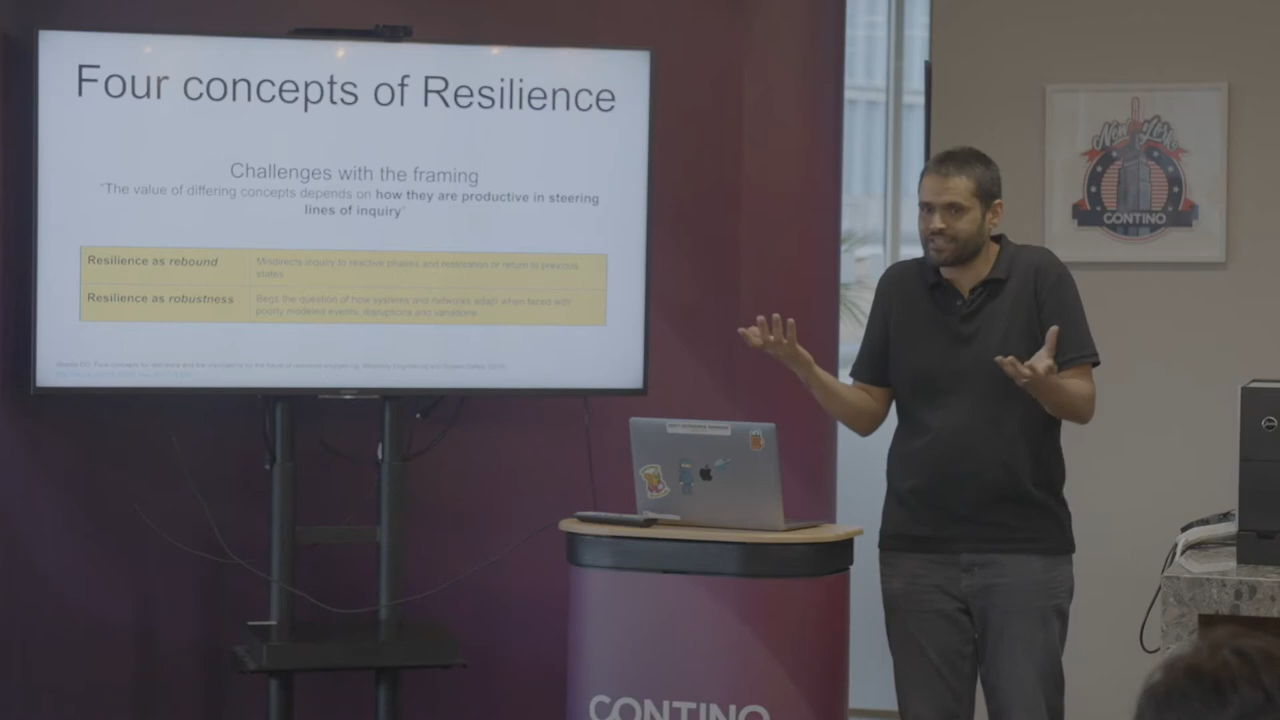 Four concepts of Resilience
Challenges with the framing
"The value of differing concepts depends on how they are productive in steering
lines of inquiry"
Resilience as rebound
Misdirects inquiry to reactive phases and restoration or return to previous
states
Resilience as robustness
Begs the question of how systems and networks adapt when faced with
poorly modeled events, disruptions and variations
New York
CONTINO
CONTINO